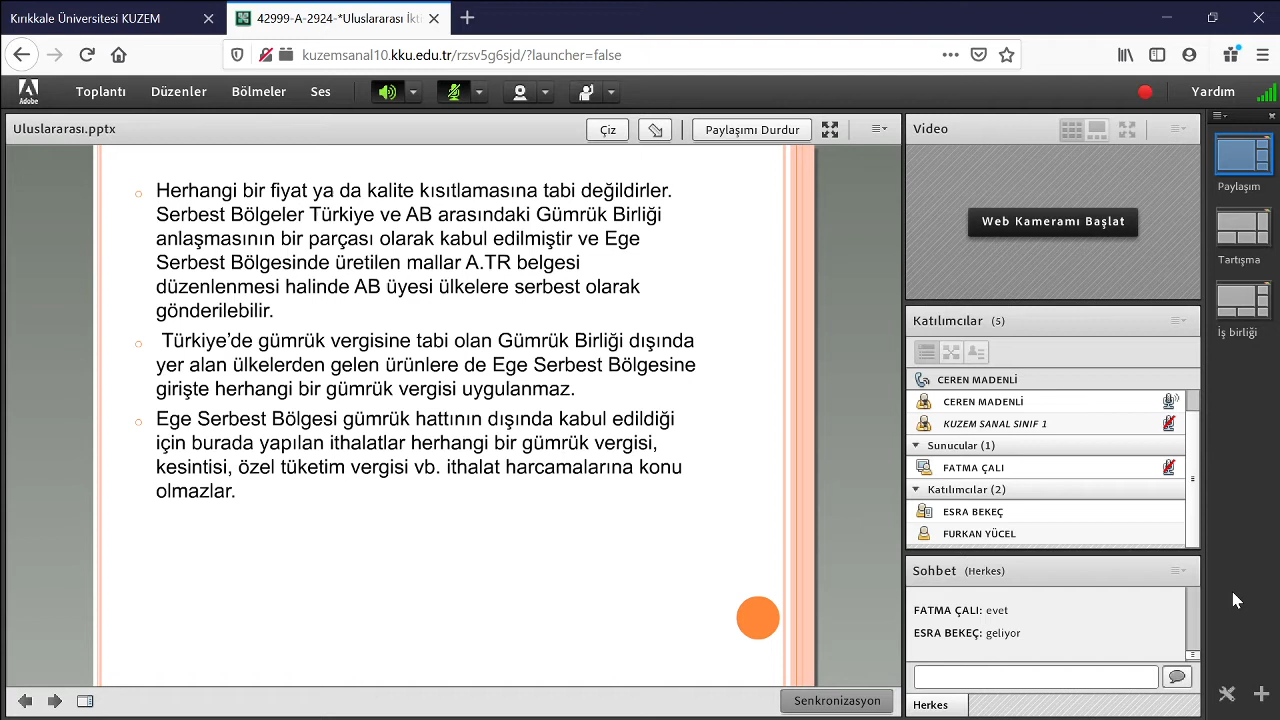 Kırıkkale Üniversitesi KUZEM
42999-A-2924-*Uluslararası İkti
kuzemsanal10.kku.edu.tr/rzsv5g6sjd/?launcher=false
Adobe
Toplantı
Düzenler
Bölmeler
Ses
Yardım
Uluslararası.pptx
Çiz
Paylaşımı Durdur
Herhangi bir fiyat ya da kalite kısıtlamasına tabi değildirler.
Serbest Bölgeler Türkiye ve AB arasındaki Gümrük Birliği
anlaşmasının bir parçası olarak kabul edilmiştir ve Ege
Serbest Bölgesinde üretilen mallar A.TR belgesi
düzenlenmesi halinde AB üyesi ülkelere serbest olarak
gönderilebilir.
Türkiye’de gümrük vergisine tabi olan Gümrük Birliği dışında
yer alan ülkelerden gelen ürünlere de Ege Serbest Bölgesine
girişte herhangi bir gümrük vergisi uygulanmaz.
Ege Serbest Bölgesi gümrük hattının dışında kabul edildiği
için burada yapılan ithalatlar herhangi bir gümrük vergisi,
kesintisi, özel tüketim vergisi vb. ithalat harcamalarına konu
olmazlar.
Senkronizasyon
Video
Web Kameramı Başlat
Katılımcılar (5)
CEREN MADENLİ
CEREN MADENLİ
KUZEM SANAL SINIF 1
Sunucular (1)
FATMA ÇALI
Katılımcılar (2)
ESRA BEKEÇ
FURKAN YÜCEL
Sohbet (Herkes)
FATMA ÇALI: evet
ESRA BEKEÇ: geliyor
Herkes
Paylaşım
Tartışma
İş birliği